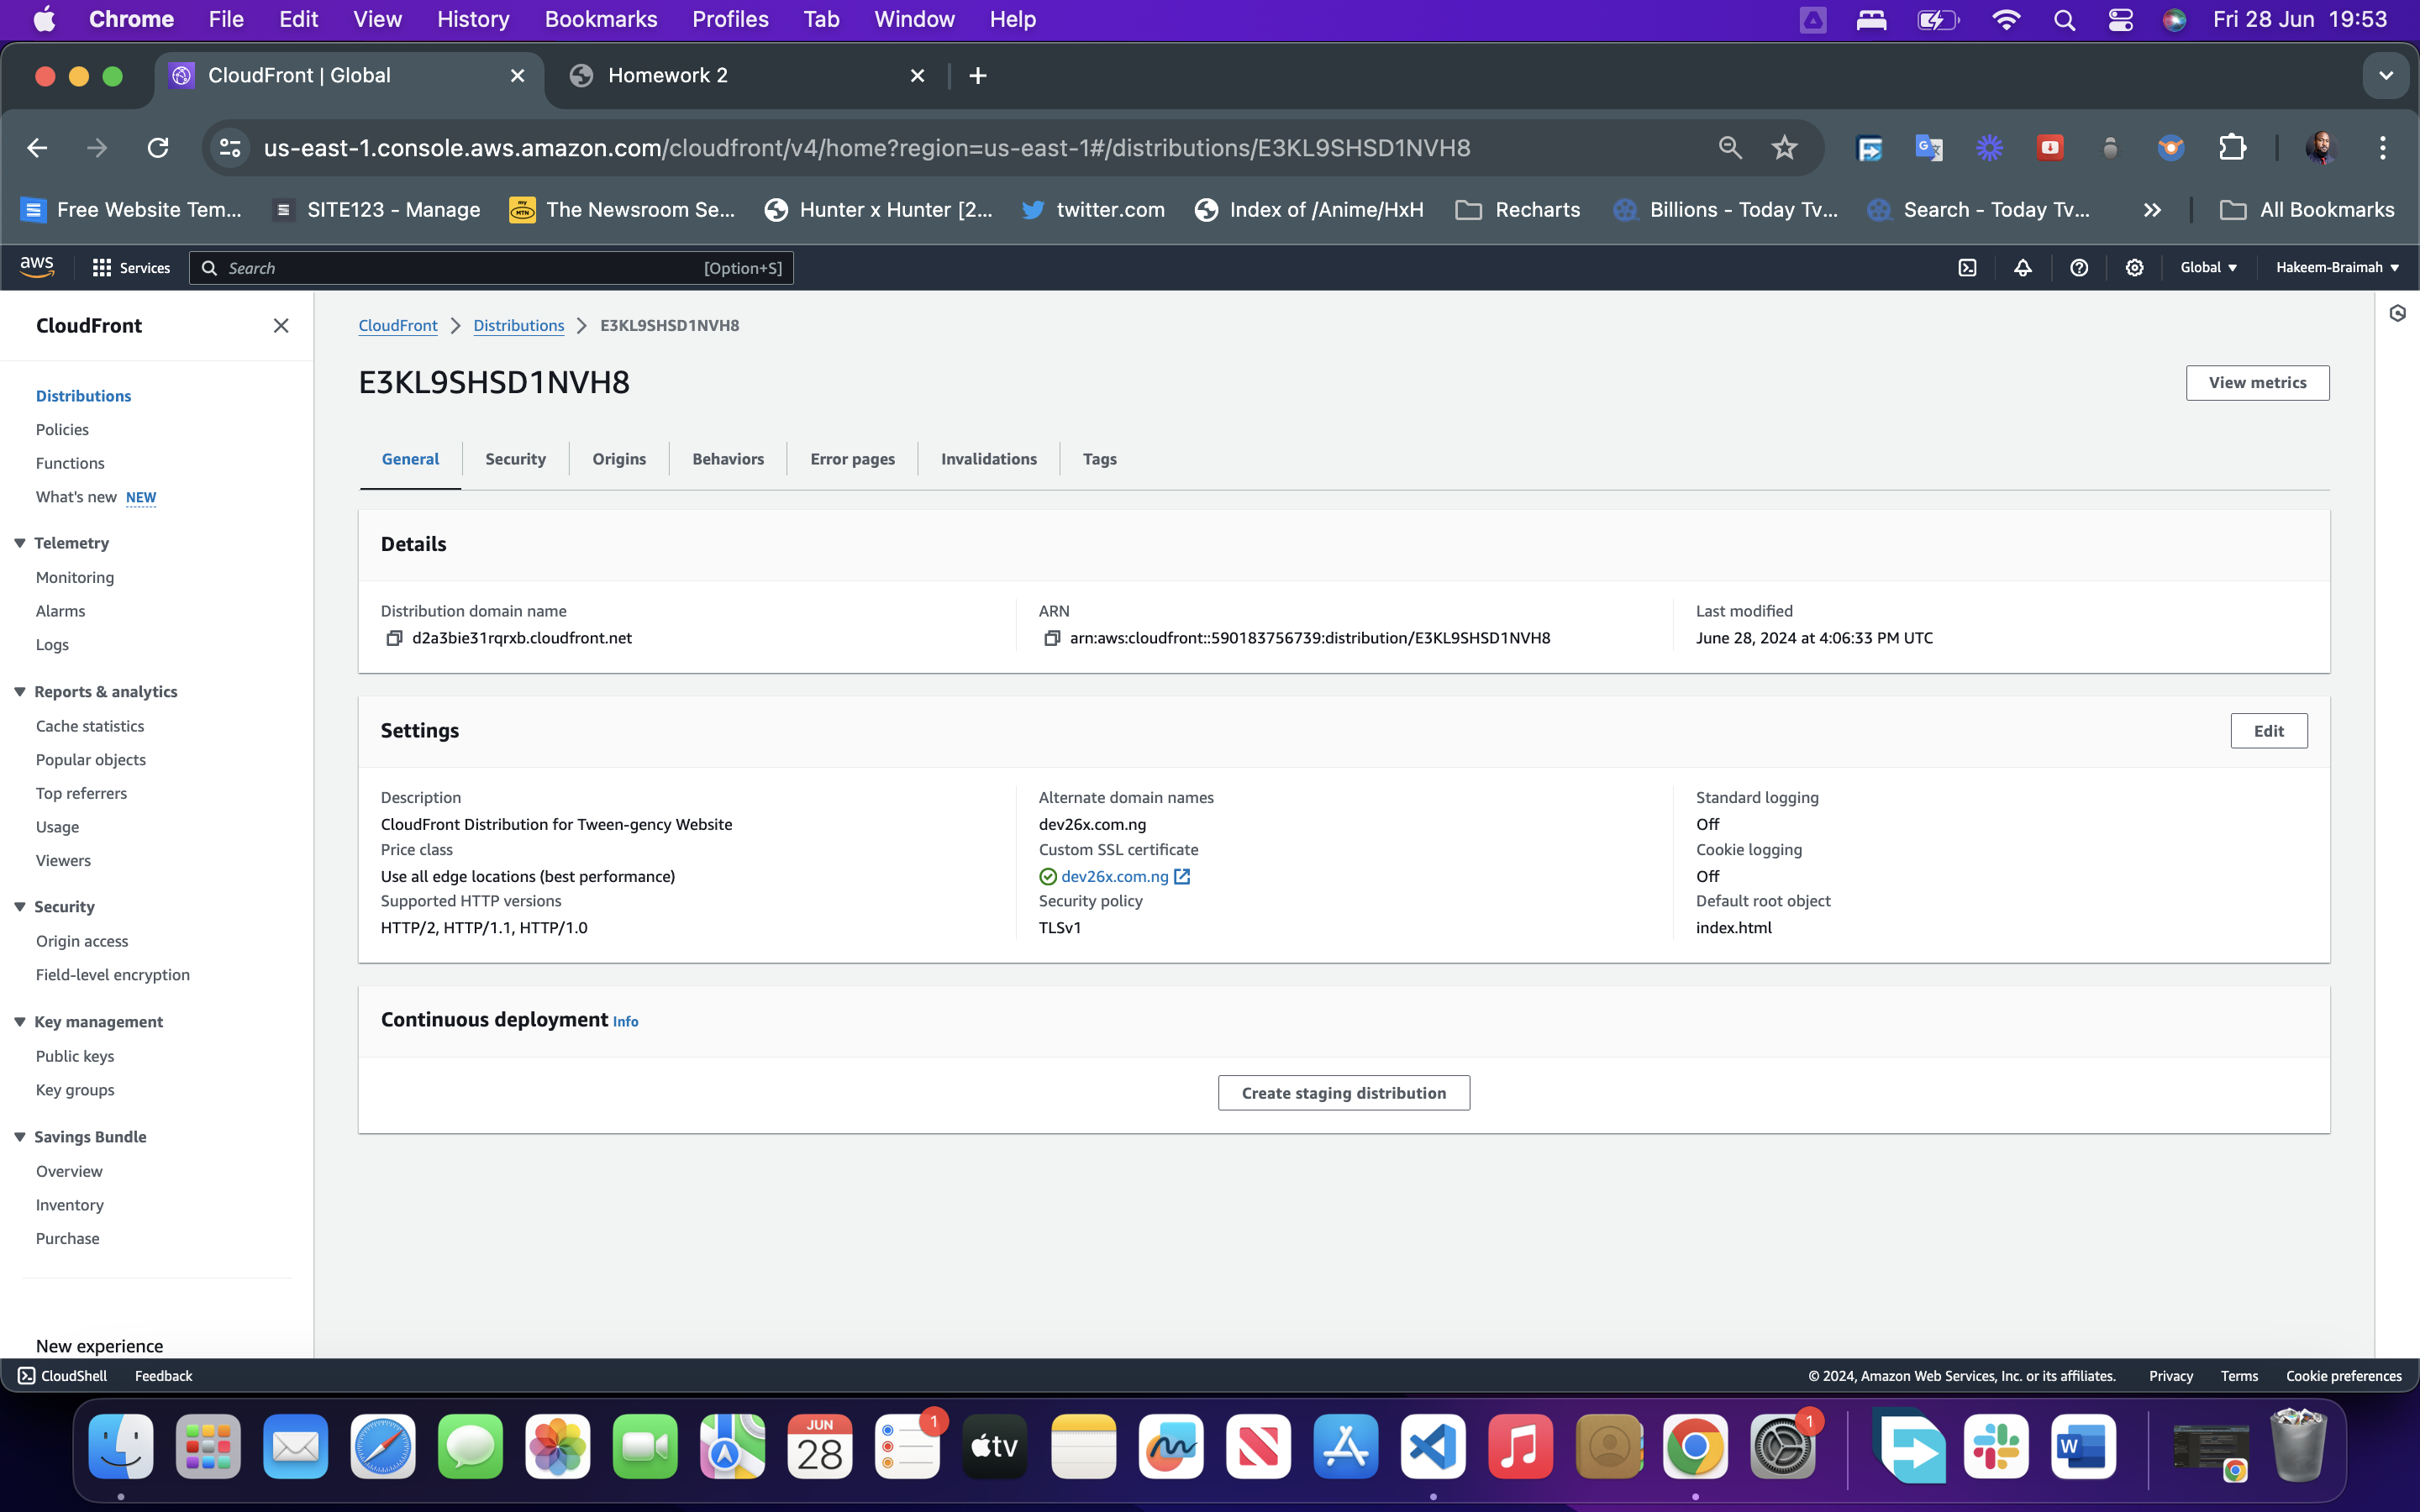 Chrome File Edit View History Bookmarks Profiles Tab Window Help Fri 28 Jun 19:53
CloudFront | Global Homework 2
us-east-1.console.aws.amazon.com/cloudfront/v4/home?region=us-east-1#/distributions/E3KL9SHSD1NVH8
Free Website Tem... SITE123 - Manage The Newsroom Se... Hunter x Hunter [2... twitter.com Index of /Anime/HxH Recharts Billions - Today Tv... Search - Today Tv... All Bookmarks
aws Services Search [Option+S] Global Hakeem-Braimah
CloudFront
Distributions
Policies
Functions
What's new NEW
Telemetry
Monitoring
Alarms
Logs
Reports & analytics
Cache statistics
Popular objects
Top referrers
Usage
Viewers
Security
Origin access
Field-level encryption
Key management
Public keys
Key groups
Savings Bundle
Overview
Inventory
Purchase
New experience
CloudFront Distributions E3KL9SHSD1NVH8
E3KL9SHSD1NVH8 View metrics
General Security Origins Behaviors Error pages Invalidations Tags
Details
Distribution domain name
d2a3bie31rqrxb.cloudfront.net
ARN
arn:aws:cloudfront::590183756739:distribution/E3KL9SHSD1NVH8
Last modified
June 28, 2024 at 4:06:33 PM UTC
Settings Edit
Description
CloudFront Distribution for Tween-gency Website
Price class
Use all edge locations (best performance)
Supported HTTP versions
HTTP/2, HTTP/1.1, HTTP/1.0
Alternate domain names
dev26x.com.ng
Custom SSL certificate
dev26x.com.ng
Security policy
TLSv1
Standard logging
Off
Cookie logging
Off
Default root object
index.html
Continuous deployment Info
Create staging distribution
CloudShell Feedback © 2024, Amazon Web Services, Inc. or its affiliates. Privacy Terms Cookie preferences
JUN
28
1
tv
1
W